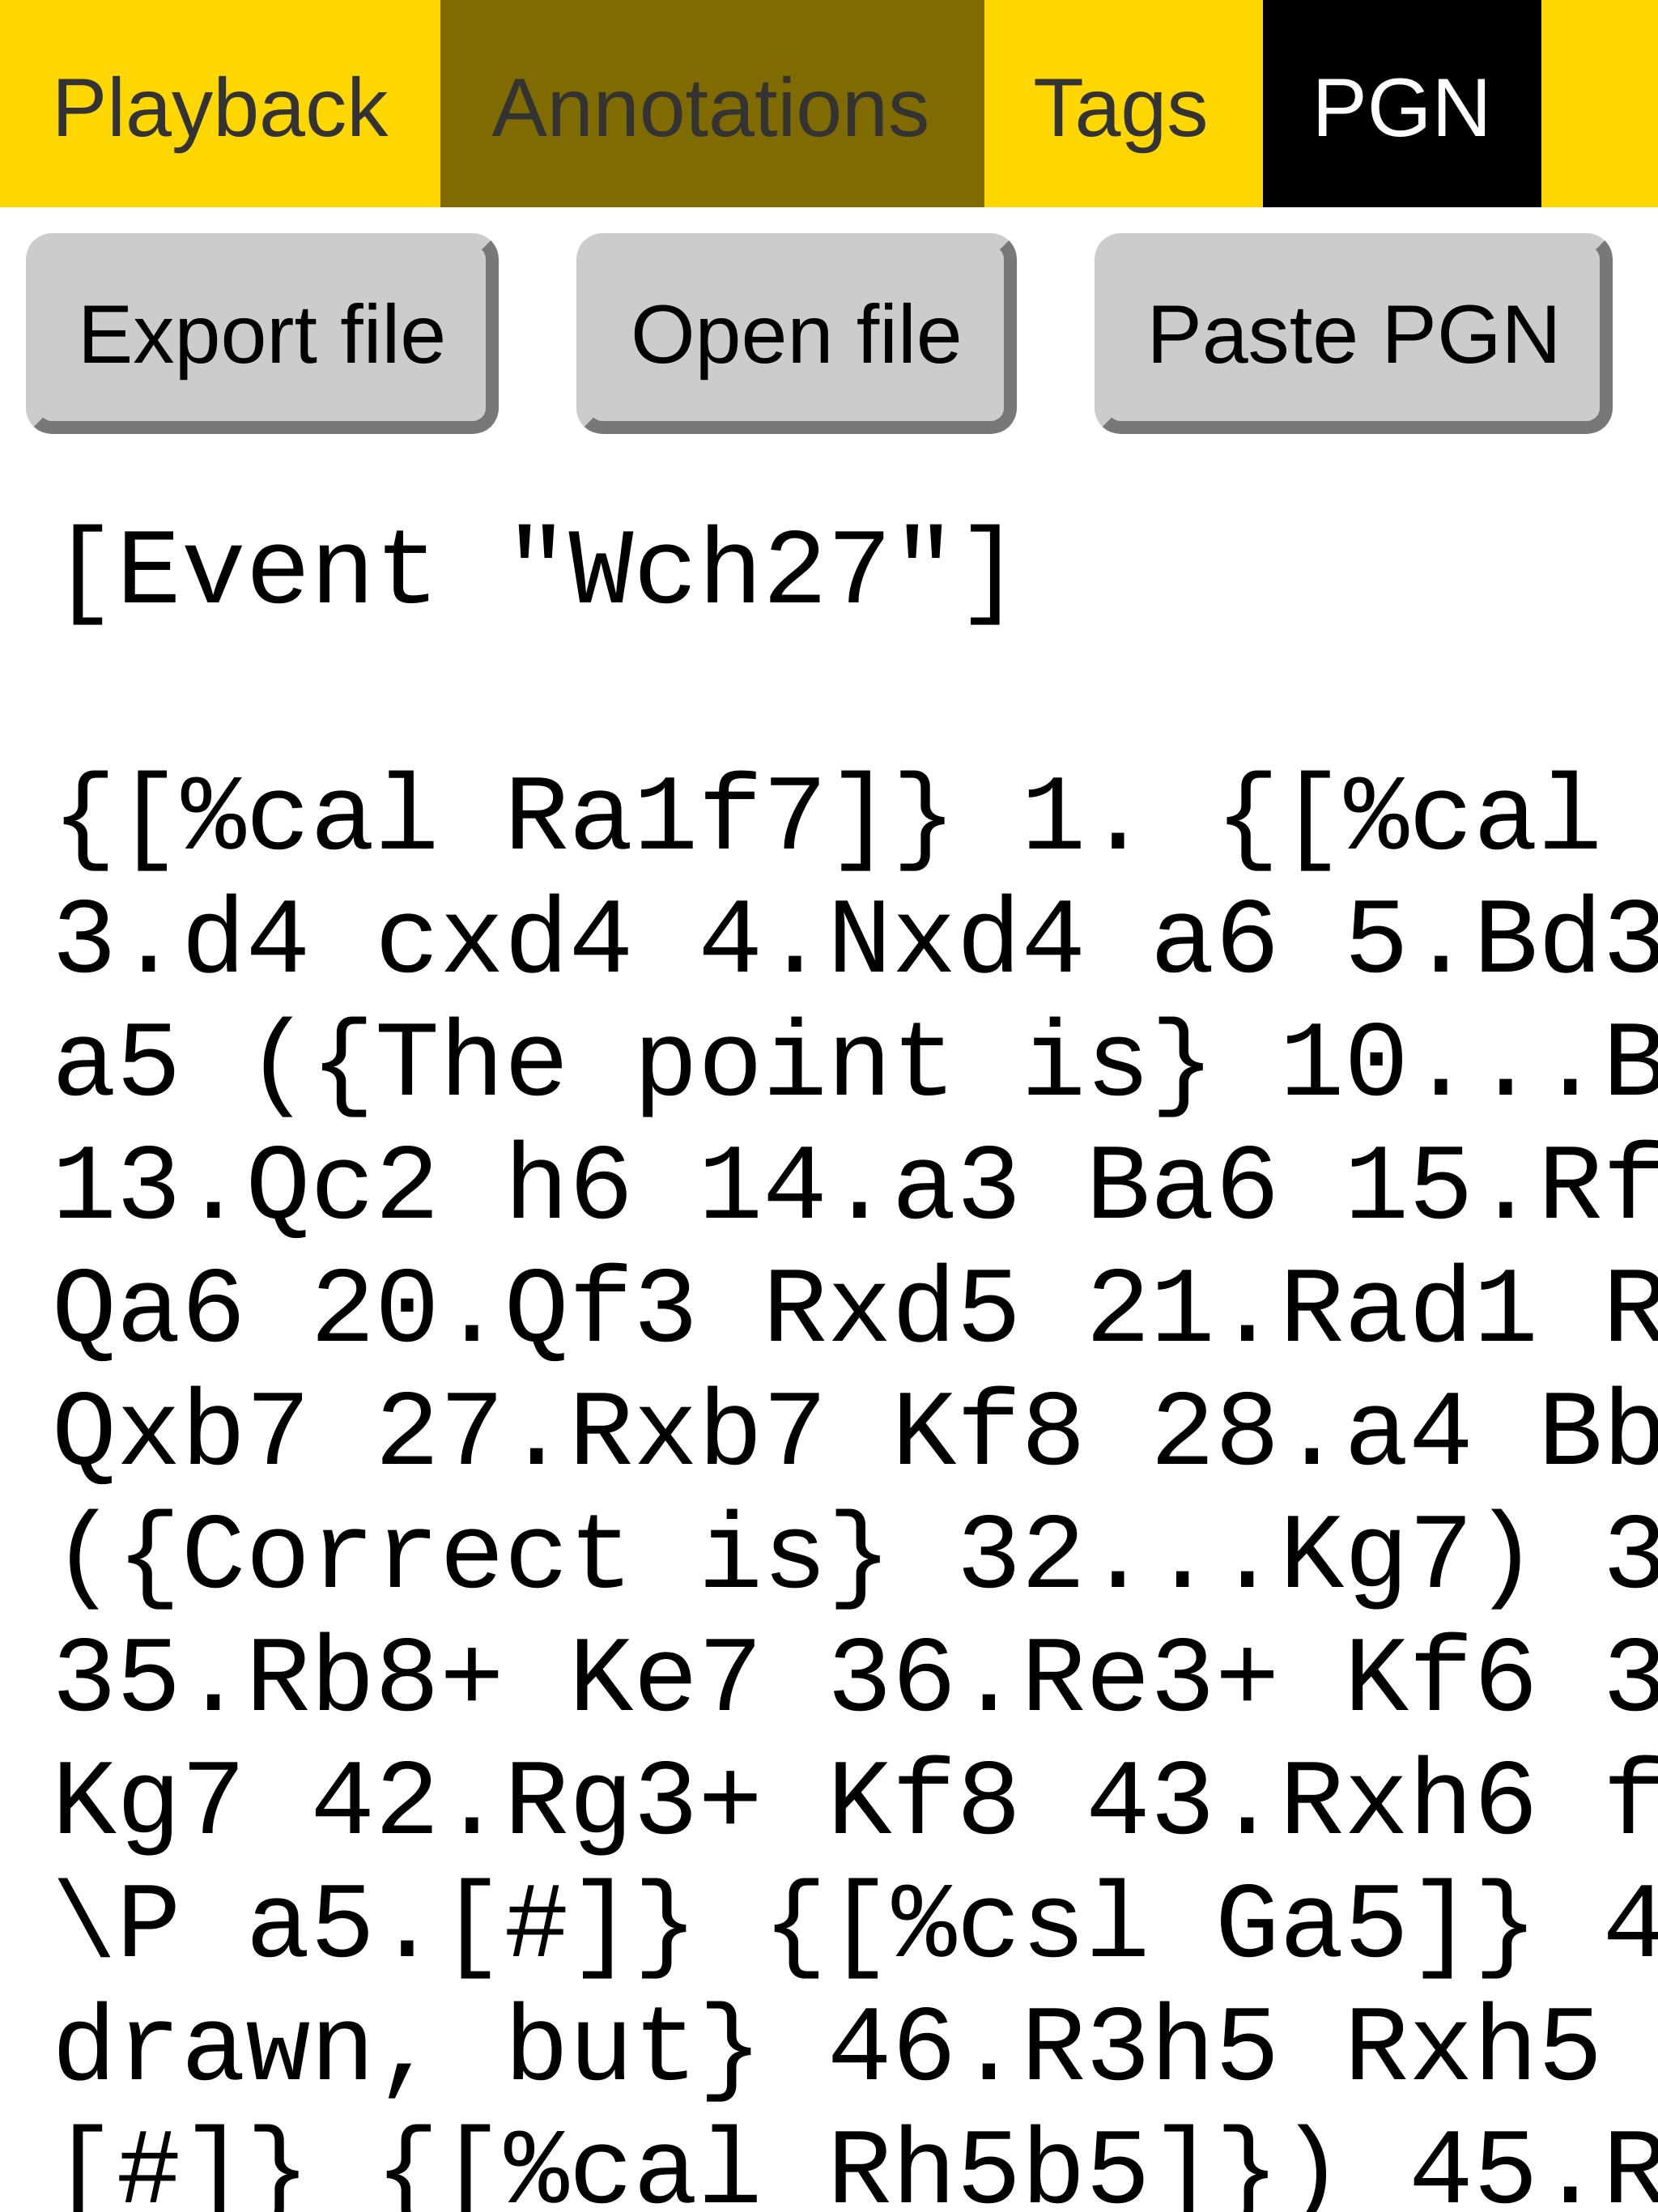 Playback Annotations Tags PGN
Export file Open file Paste PGN
[Event "Wch27"]
{[%cal Ra1f7]} 1. {[%cal
3.d4 cxd4 4.Nxd4 a6 5.Bd3
a5 ({The point is} 10...B
13.Qc2 h6 14.a3 Ba6 15.Rf
Qa6 20.Qf3 Rxd5 21.Rad1 R
Qxb7 27.Rxb7 Kf8 28.a4 Bb
({Correct is} 32...Kg7) 3
35.Rb8+ Ke7 36.Re3+ Kf6 3
Kg7 42.Rg3+ Kf8 43.Rxh6 f
\P a5.[#]} {[%csl Ga5]} 4
drawn, but} 46.R3h5 Rxh5
[#]} {[%cal Rh5b5]}) 45.R